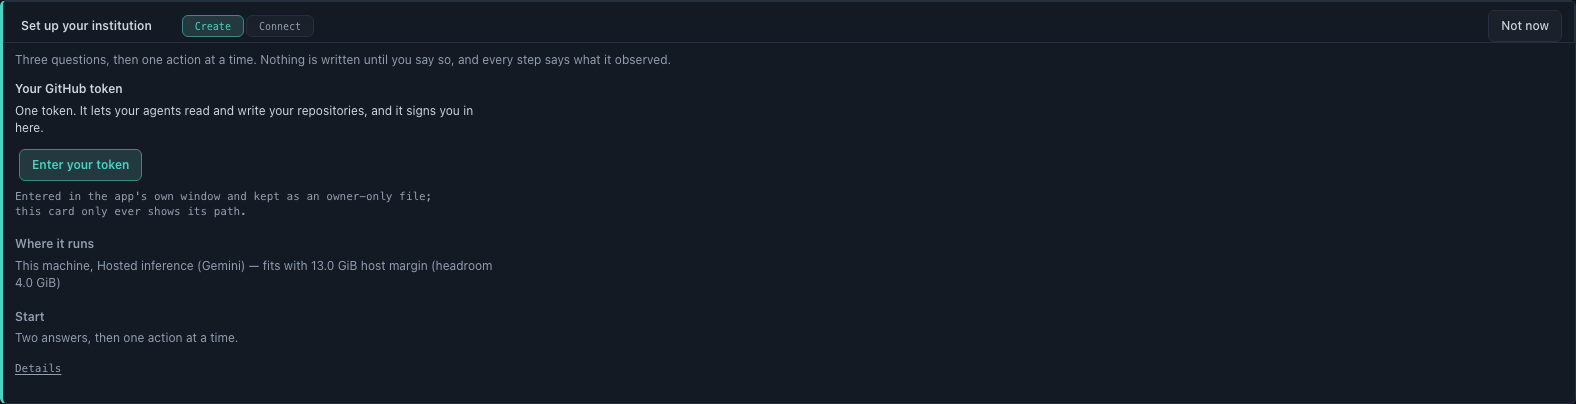 Set up your institution Create Connect Not now
Three questions, then one action at a time. Nothing is written until you say so, and every step says what it observed.
Your GitHub token
One token. It lets your agents read and write your repositories, and it signs you in
here.
Enter your token
Entered in the app's own window and kept as an owner-only file;
this card only ever shows its path.
Where it runs
This machine, Hosted inference (Gemini) — fits with 13.0 GiB host margin (headroom
4.0 GiB)
Start
Two answers, then one action at a time.
Details